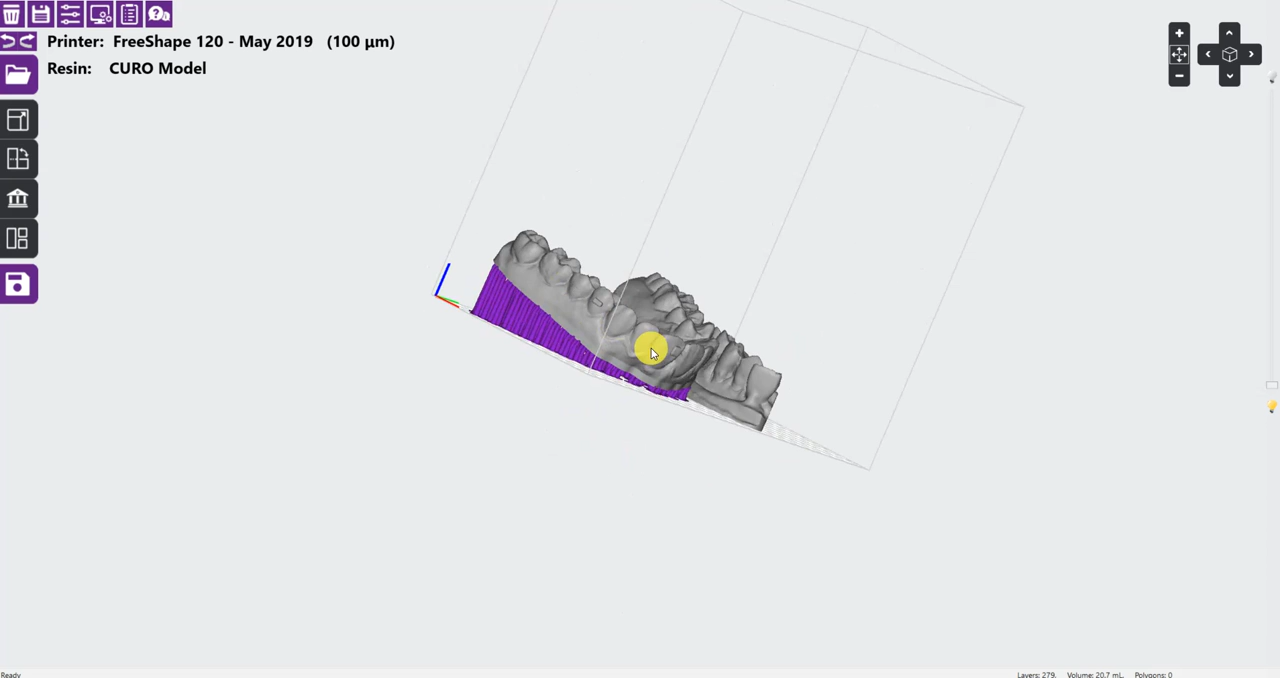 Printer: FreeShape 120 - May 2019 (100 µm)
Resin: CURO Model
Ready Layers: 279. Volume: 20.7 mL. Polygons: 0